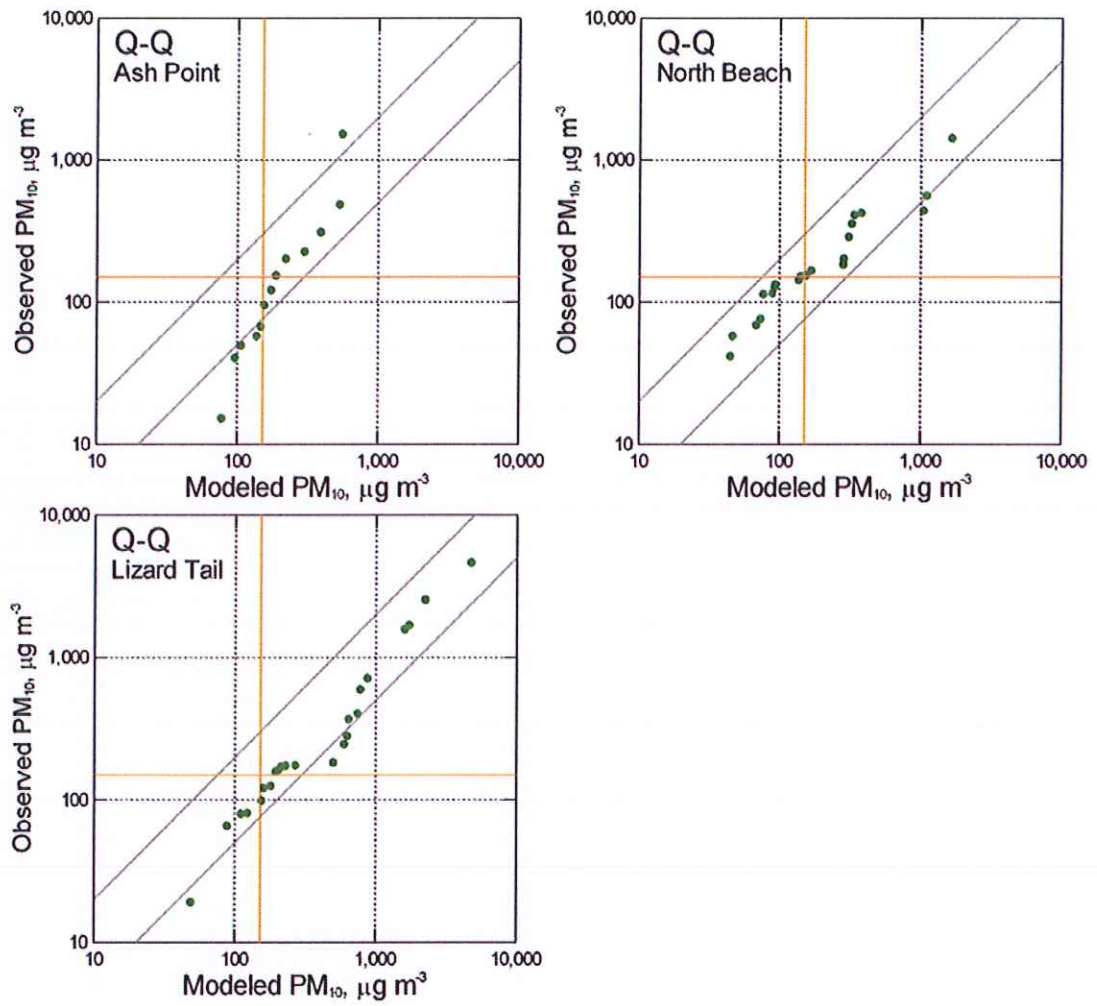 Q-Q
Ash Point
Observed PM₁₀, μg m⁻³
10,000
1,000
100
10
10
100
1,000
10,000
Modeled PM₁₀, μg m⁻³
Q-Q
North Beach
Observed PM₁₀, μg m⁻³
10,000
1,000
100
10
10
100
1,000
10,000
Modeled PM₁₀, μg m⁻³
Q-Q
Lizard Tail
Observed PM₁₀, μg m⁻³
10,000
1,000
100
10
10
100
1,000
10,000
Modeled PM₁₀, μg m⁻³